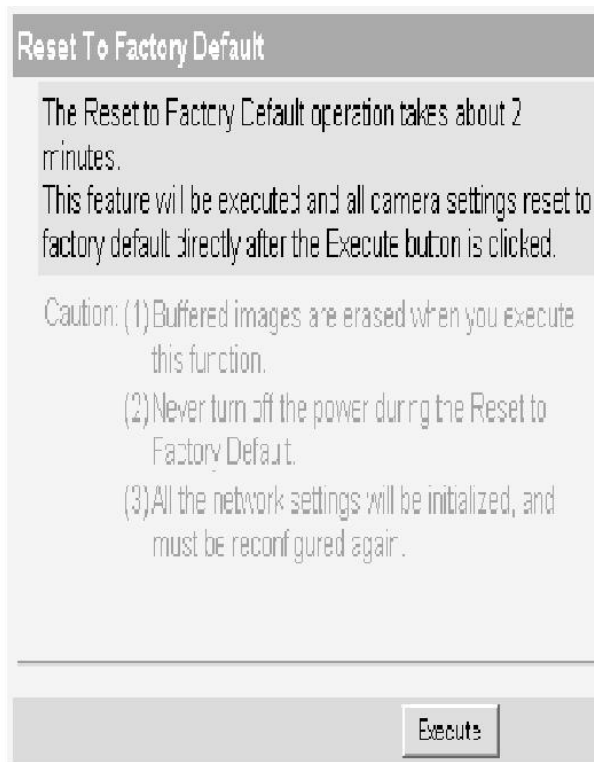 Reset To Factory Default
The Reset to Factory Default operation takes about 2
minutes.
This feature will be executed and all camera settings reset to
factory default directly after the Execute button is clicked.
Caution: (1) Buffered images are erased when you execute
this function.
(2) Never turn off the power during the Reset to
Factory Default.
(3) All the network settings will be initialized, and
must be reconfigured again.
Execute